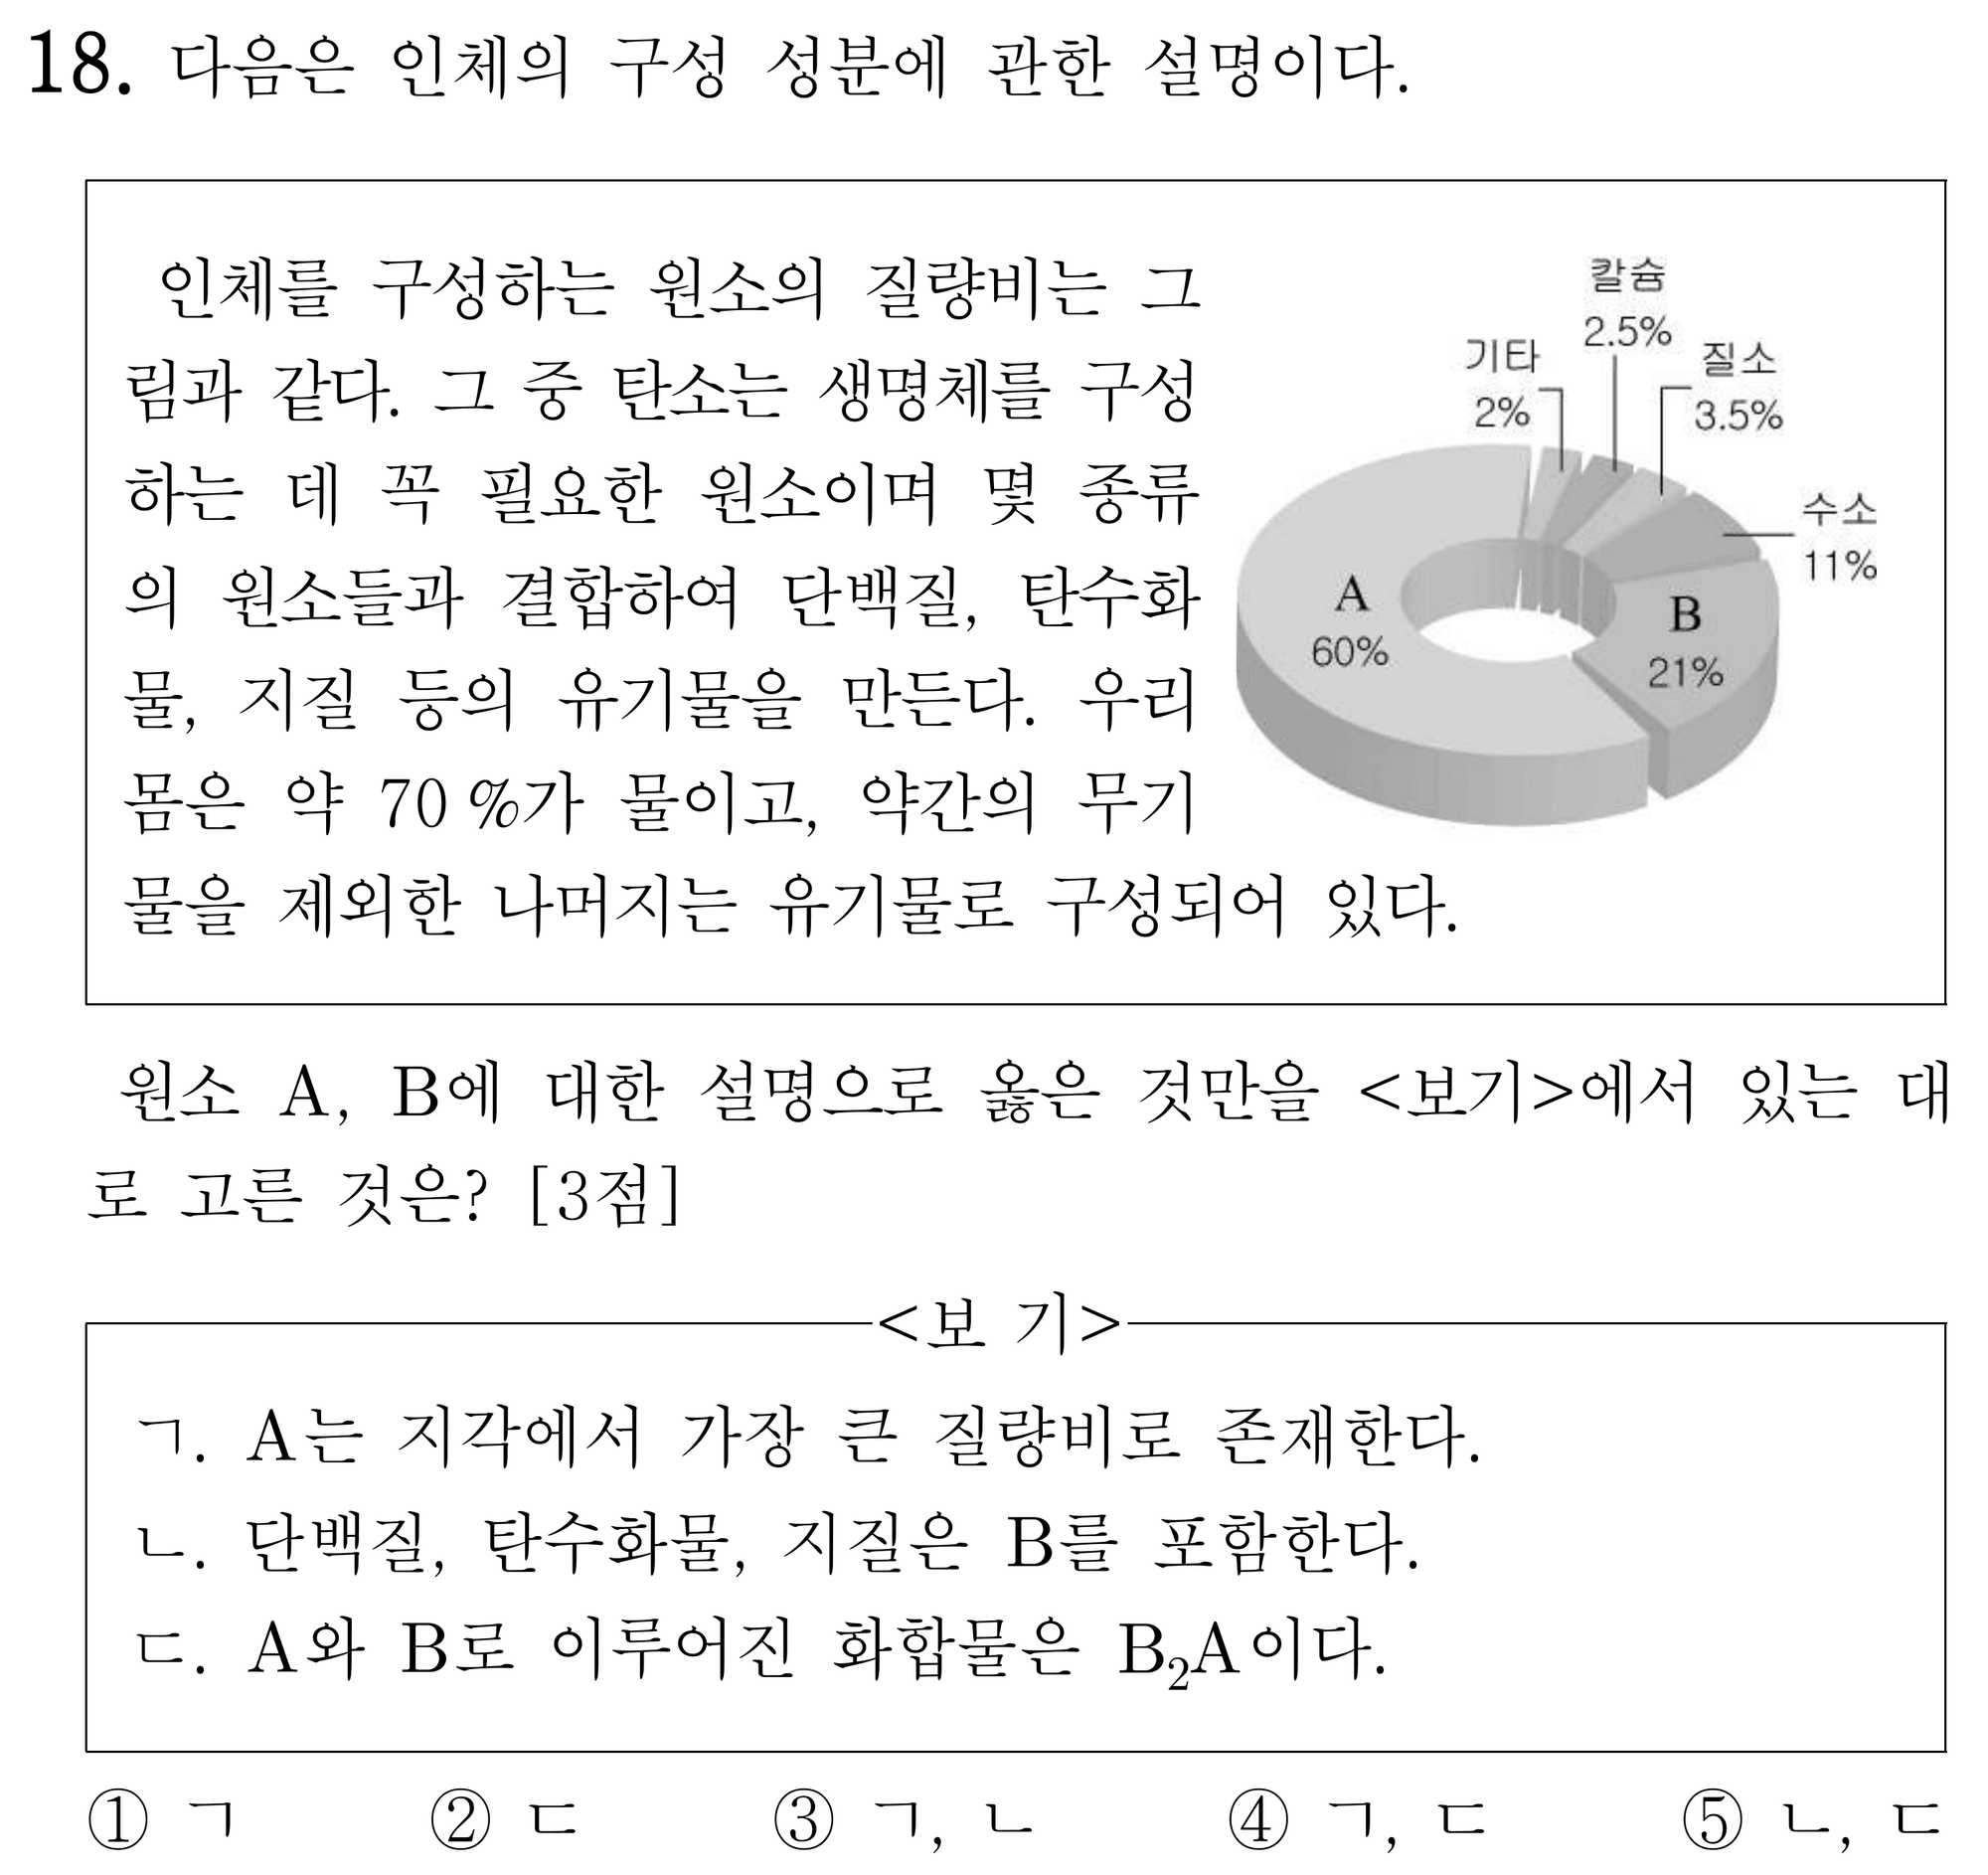 18. 다음은 인체의 구성 성분에 관한 설명이다.
인체를 구성하는 원소의 질량비는 그
림과 같다. 그 중 탄소는 생명체를 구성
하는 데 꼭 필요한 원소이며 몇 종류
의 원소들과 결합하여 단백질, 탄수화
물, 지질 등의 유기물을 만든다. 우리
몸은 약 70 %가 물이고, 약간의 무기
물을 제외한 나머지는 유기물로 구성되어 있다.
칼슘
2.5%
기타
2%
질소
3.5%
수소
11%
A
60%
B
21%
원소 A, B에 대한 설명으로 옳은 것만을 <보기>에서 있는 대
로 고른 것은? [3점]
<보 기>
ㄱ. A는 지각에서 가장 큰 질량비로 존재한다.
ㄴ. 단백질, 탄수화물, 지질은 B를 포함한다.
ㄷ. A와 B로 이루어진 화합물은 B₂A이다.
① ㄱ ② ㄷ ③ ㄱ, ㄴ ④ ㄱ, ㄷ ⑤ ㄴ, ㄷ